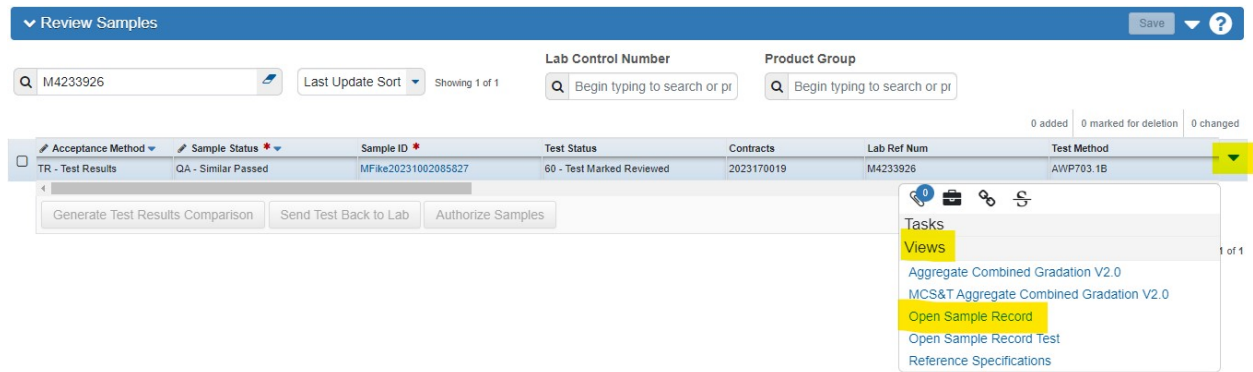 Review Samples
Save
?
M4233926
Last Update Sort
Showing 1 of 1
Lab Control Number
Begin typing to search or pr
Product Group
Begin typing to search or pr
0 added
0 marked for deletion
0 changed
Acceptance Method
Sample Status *
Sample ID *
Test Status
Contracts
Lab Ref Num
Test Method
TR - Test Results
QA - Similar Passed
MFike20231002085827
60 - Test Marked Reviewed
2023170019
M4233926
AWP703.1B
Generate Test Results Comparison
Send Test Back to Lab
Authorize Samples
0
Tasks
Views
1 of 1
Aggregate Combined Gradation V2.0
MCS&T Aggregate Combined Gradation V2.0
Open Sample Record
Open Sample Record Test
Reference Specifications